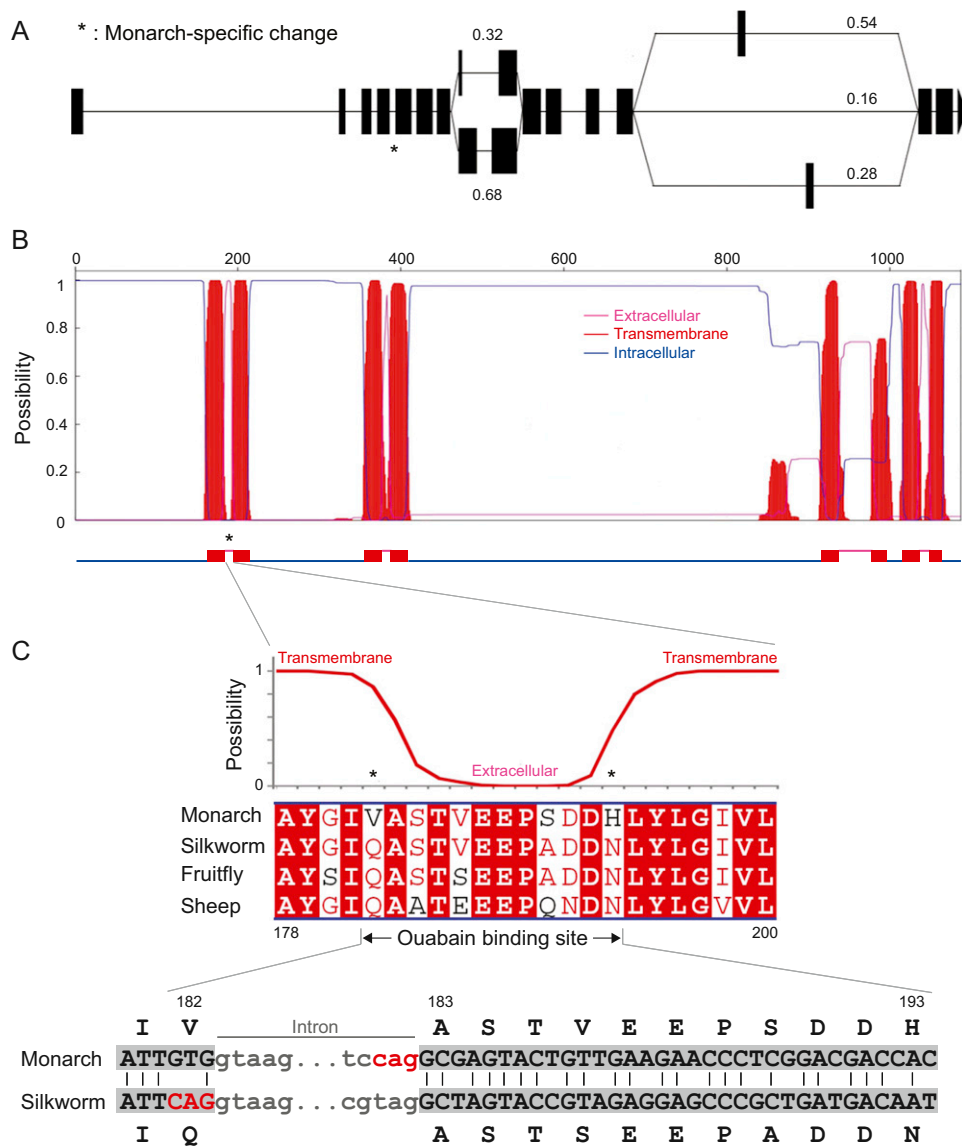 A
* : Monarch-specific change
0.32
0.54
0.16
*
0.68
0.28
B
0 200 400 600 800 1000
1
0.8
0.6
0.4
0.2
0
Possibility
Extracellular
Transmembrane
Intracellular
*
C
Transmembrane
Transmembrane
1
0
Possibility
Extracellular
* *
Monarch AYGIVASTVEEPSDDHLYLGIVL
Silkworm AYGIQASTVEEPADDNLYLGIVL
Fruitfly AYSIQASTSEEPADDNLYLGIVL
Sheep AYGIQAATEEEPQNDNLYLGVVL
178 200
Ouabain binding site
182 183 193
I V Intron A S T V E E P S D D H
Monarch ATTGTGgtaag...tccagGCGAGTACTGTTGAAGAACCCTCGGACGACCAC
Silkworm ATTCAGgtaag...cgtagGCTAGTACCGTAGAGGAGCCCGCTGATGACAAT
I Q A S T S E E P A D D N